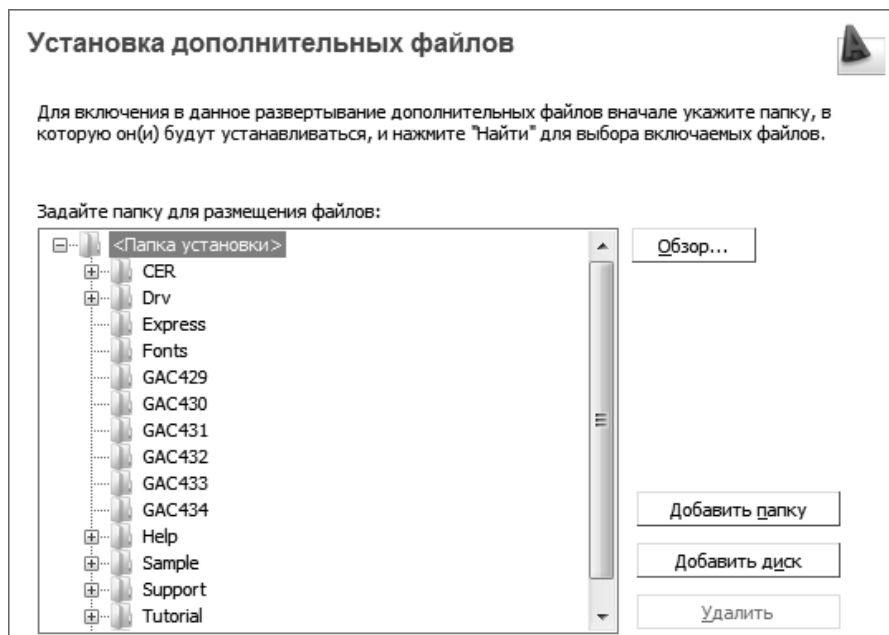 Установка дополнительных файлов
Для включения в данное развертывание дополнительных файлов вначале укажите папку, в
которую он(и) будут устанавливаться, и нажмите "Найти" для выбора включаемых файлов.
Задайте папку для размещения файлов:
<Папка установки>
Обзор...
CER
Drv
Express
Fonts
GAC429
GAC430
GAC431
GAC432
GAC433
GAC434
Добавить папку
Help
Sample
Добавить диск
Support
Tutorial
Удалить